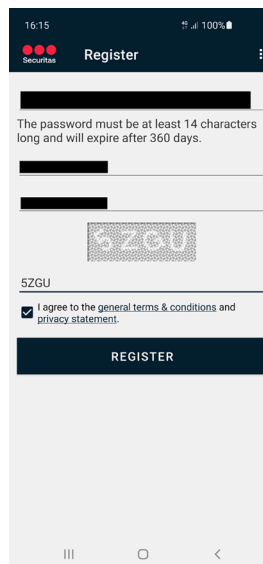 16:15
4G 100%
Securitas
Register
The password must be at least 14 characters
long and will expire after 360 days.
5ZGU
5ZGU
I agree to the general terms & conditions and
privacy statement.
REGISTER